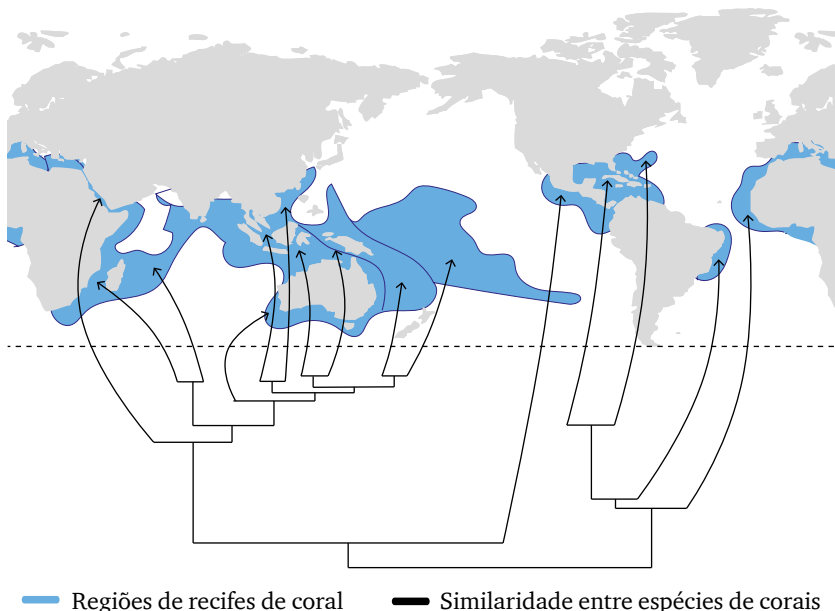 Regiões de recifes de coral
Similaridade entre espécies de corais